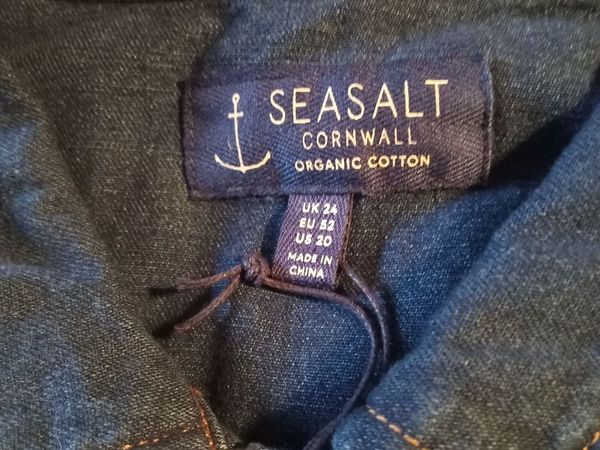 SEASALT
CORNWALL
ORGANIC COTTON
UK 24
EU 52
US 20
MADE IN
CHINA